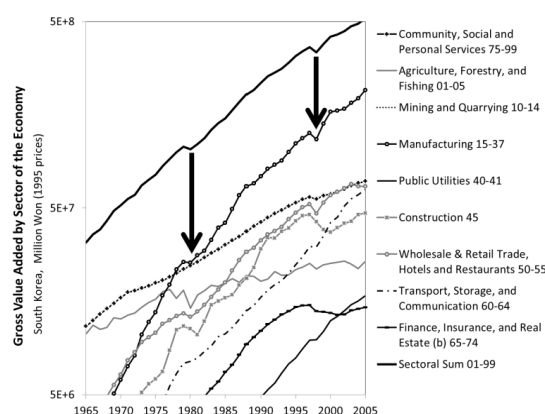 Gross Value Added by Sector of the Economy
South Korea, Million Won (1995 prices)
5E+8
5E+7
5E+6
1965 1970 1975 1980 1985 1990 1995 2000 2005
Community, Social and
Personal Services 75-99
Agriculture, Forestry, and
Fishing 01-05
Mining and Quarrying 10-14
Manufacturing 15-37
Public Utilities 40-41
Construction 45
Wholesale & Retail Trade,
Hotels and Restaurants 50-55
Transport, Storage, and
Communication 60-64
Finance, Insurance, and Real
Estate (b) 65-74
Sectoral Sum 01-99